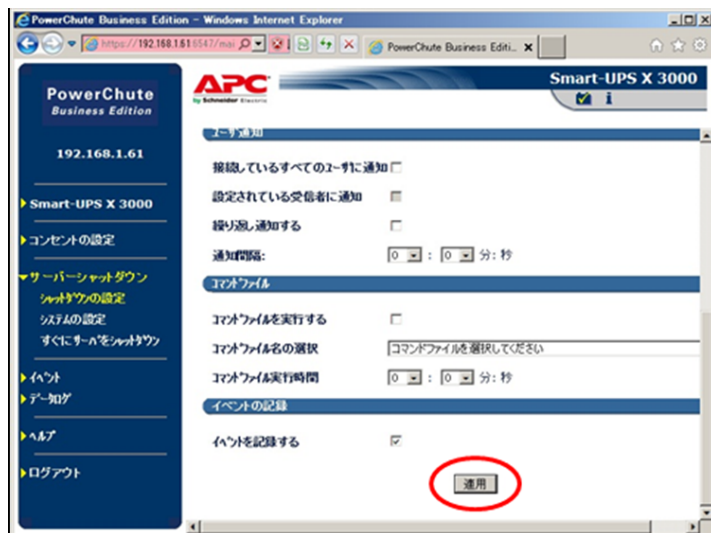 PowerChute Business Edition - Windows Internet Explorer
https://192.168.1.61:6547/mai
PowerChute Business Editi...
PowerChute
Business Edition
192.168.1.61
Smart-UPS X 3000
コンセントの設定
サーバーシャットダウン
シャットダウンの設定
システムの設定
すぐにサーバをシャットダウン
イベント
データログ
ヘルプ
ログアウト
APC
by Schneider Electric
Smart-UPS X 3000
ユーザ通知
接続しているすべてのユーザに通知
設定されている受信者に通知
繰り返し通知する
通知間隔: 0 : 0 分:秒
コマンドファイル
コマンドファイルを実行する
コマンドファイル名の選択 コマンドファイルを選択してください
コマンドファイル実行時間 0 : 0 分:秒
イベントの記録
イベントを記録する
適用